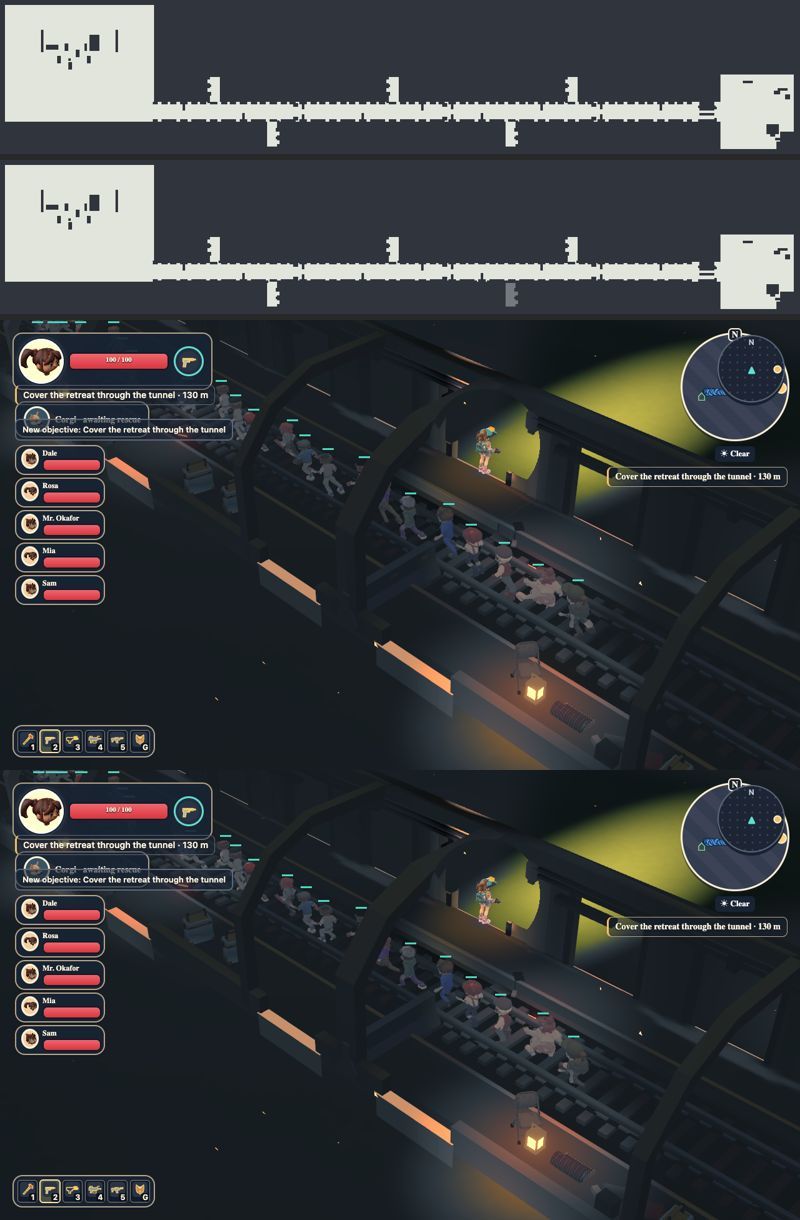 100 / 100
N
N
Cover the retreat through the tunnel · 130 m
Corgi awaiting rescue
New objective: Cover the retreat through the tunnel
Clear
Cover the retreat through the tunnel · 130 m
Dale
Rosa
Mr. Okafor
Mia
Sam
1 2 3 4 5 G
100 / 100
N
N
Cover the retreat through the tunnel · 130 m
Corgi awaiting rescue
New objective: Cover the retreat through the tunnel
Clear
Cover the retreat through the tunnel · 130 m
Dale
Rosa
Mr. Okafor
Mia
Sam
1 2 3 4 5 G